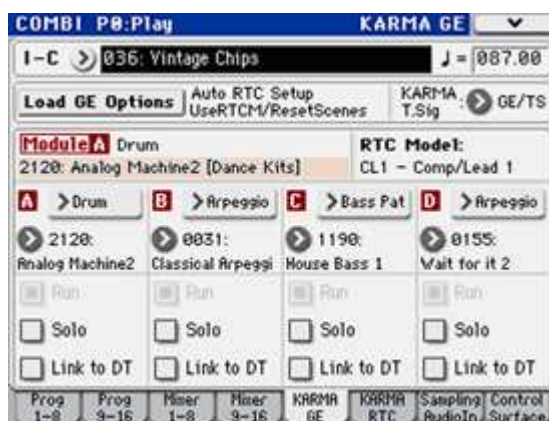 COMBI P0:Play KARMA GE
I-C 036: Vintage Chips ♩= 087.00
Load GE Options Auto RTC Setup KARMA
UseRTCM/ResetScenes T.Sig : GE/TS
Module A Drum RTC Model:
2120: Analog Machine2 [Dance Kits] CL1 - Comp/Lead 1
A Drum B Arpeggio C Bass Pat D Arpeggio
2120: 0031: 1190: 0155:
Analog Machine2 Classical Arpeggi House Bass 1 Wait for it 2
Run Run Run Run
Solo Solo Solo Solo
Link to DT Link to DT Link to DT Link to DT
Prog Prog Mixer Mixer KARMA KARMA Sampling Control
1-8 9-16 1-8 9-16 GE RTC AudioIn Surface